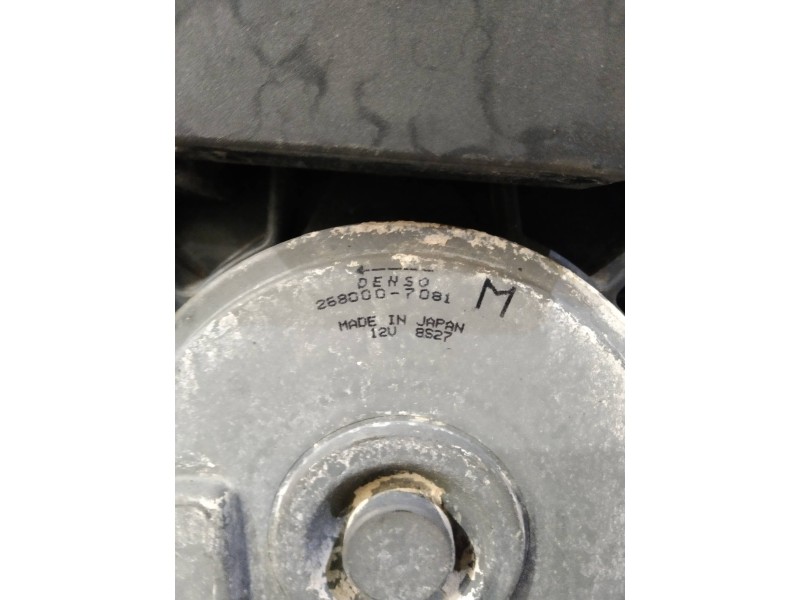 DENSO
268000-7081 M
MADE IN JAPAN
12V 8S27